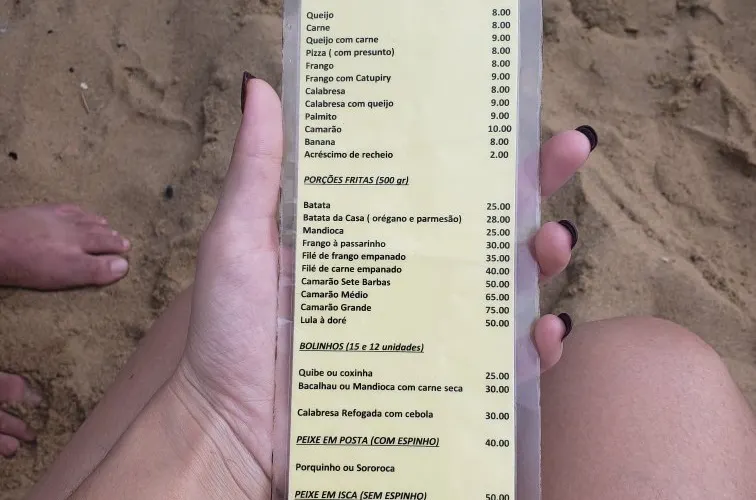 Queijo 8.00
Carne 8.00
Queijo com carne 9.00
Pizza ( com presunto) 8.00
Frango 8.00
Frango com Catupiry 9.00
Calabresa 8.00
Calabresa com queijo 9.00
Palmito 9.00
Camarão 10.00
Banana 8.00
Acréscimo de recheio 2.00
PORÇÕES FRITAS (500 gr)
Batata 25.00
Batata da Casa ( orégano e parmesão) 28.00
Mandioca 25.00
Frango à passarinho 30.00
Filé de frango empanado 35.00
Filé de carne empanado 40.00
Camarão Sete Barbas 50.00
Camarão Médio 65.00
Camarão Grande 75.00
Lula à doré 50.00
BOLINHOS (15 e 12 unidades)
Quibe ou coxinha 25.00
Bacalhau ou Mandioca com carne seca 30.00
Calabresa Refogada com cebola 30.00
PEIXE EM POSTA (COM ESPINHO) 40.00
Porquinho ou Sororoca
PEIXE EM ISCA (SEM ESPINHO) 50.00